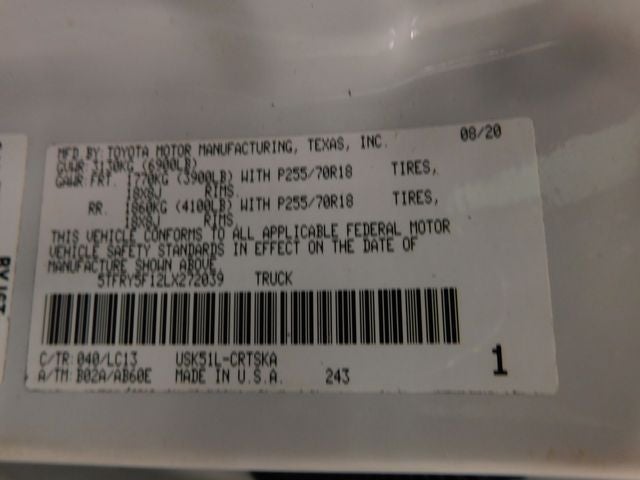 MFD BY: TOYOTA MOTOR MANUFACTURING, TEXAS, INC. 08/20
GVWR 3130KG (6900LB)
GAWR FRT. 1770KG (3900LB) WITH P255/70R18 TIRES,
18x8J RIMS
RR. 1860KG (4100LB) WITH P255/70R18 TIRES,
18x8J RIMS
THIS VEHICLE CONFORMS TO ALL APPLICABLE FEDERAL MOTOR
VEHICLE SAFETY STANDARDS IN EFFECT ON THE DATE OF
MANUFACTURE SHOWN ABOVE
5TFRY5F12LX272039 TRUCK
C/TR:040/LC13 USK51L-CRTSKA
A/TM:B02A/AB60E MADE IN U.S.A. 243 1